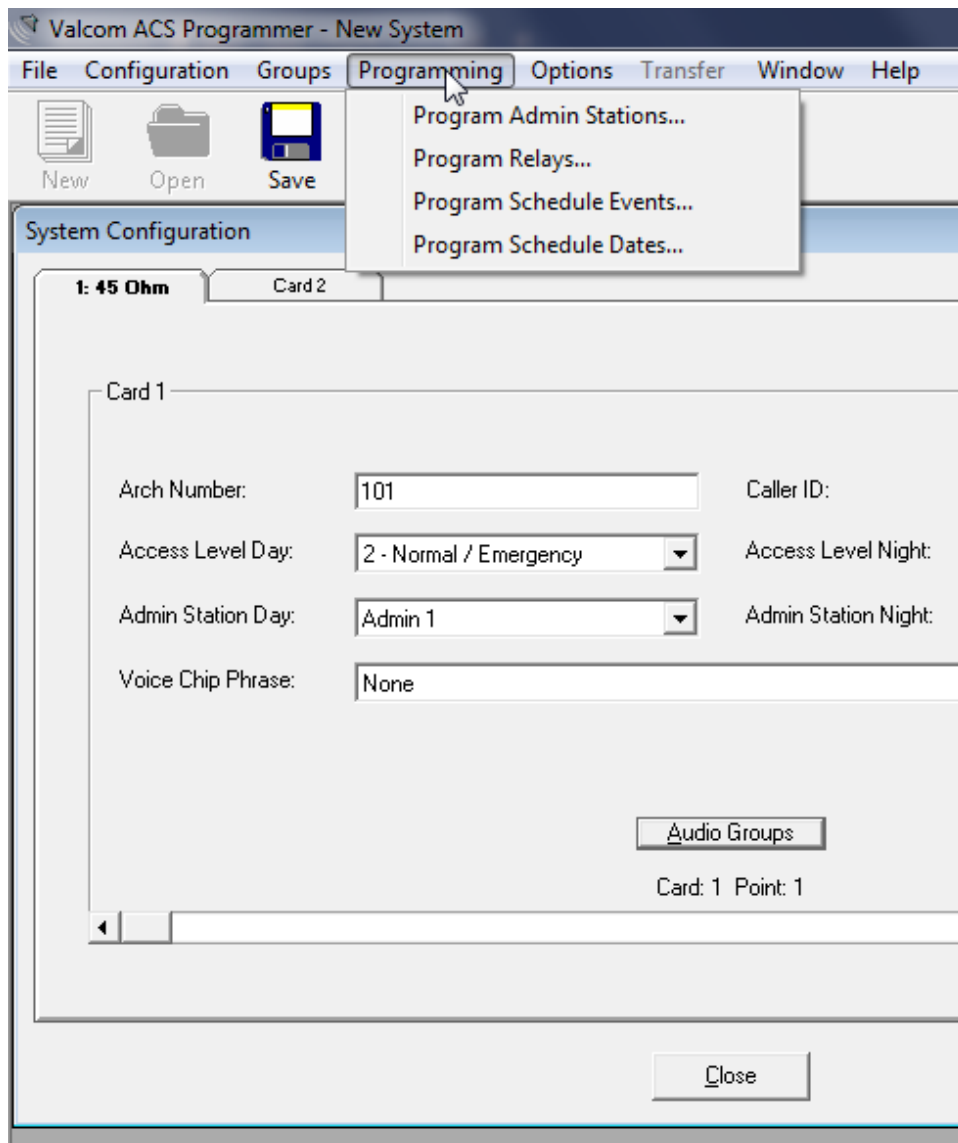 Valcom ACS Programmer - New System
File Configuration Groups Programming Options Transfer Window Help
Program Admin Stations...
Program Relays...
Program Schedule Events...
Program Schedule Dates...
New Open Save
System Configuration
1: 45 Ohm Card 2
Card 1
Arch Number: 101 Caller ID:
Access Level Day: 2 - Normal / Emergency Access Level Night:
Admin Station Day: Admin 1 Admin Station Night:
Voice Chip Phrase: None
Audio Groups
Card: 1 Point: 1
Close